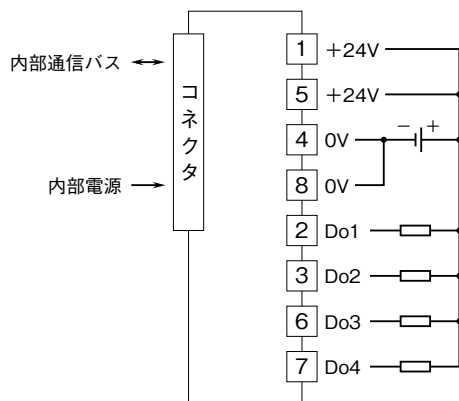 内部通信バス
内部電源
コネクタ
1 +24V
5 +24V
4 0V
− +
8 0V
2 Do1
3 Do2
6 Do3
7 Do4